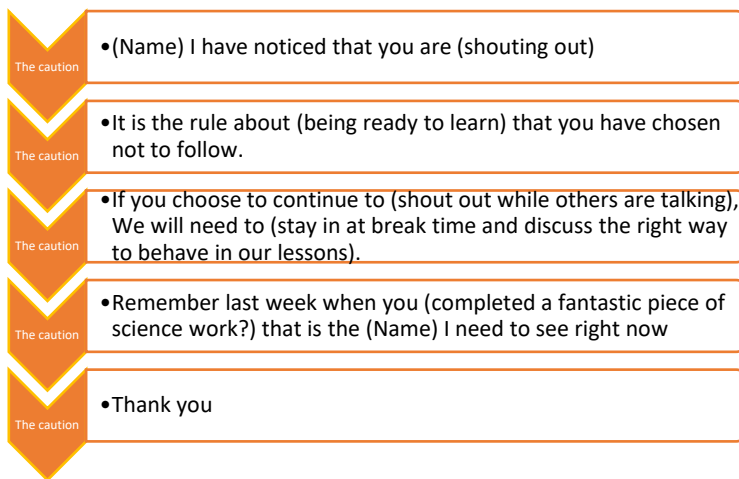 The caution
•(Name) I have noticed that you are (shouting out)
The caution
•It is the rule about (being ready to learn) that you have chosen
not to follow.
The caution
•If you choose to continue to (shout out while others are talking),
We will need to (stay in at break time and discuss the right way
to behave in our lessons).
The caution
•Remember last week when you (completed a fantastic piece of
science work?) that is the (Name) I need to see right now
The caution
•Thank you